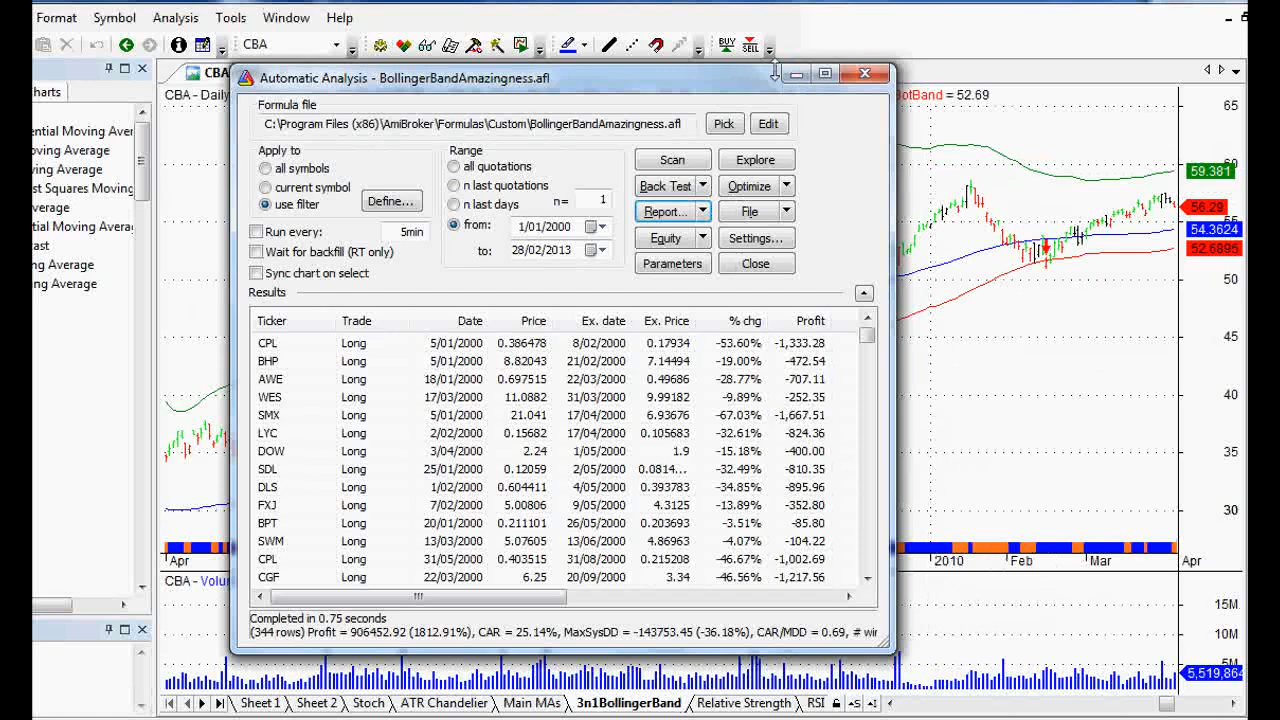 Format Symbol Analysis Tools Window Help
CBA
BUY SELL
CBA
Automatic Analysis - BollingerBandAmazingness.afl
harts
CBA - Daily
BotBand = 52.69
Formula file
C:\Program Files (x86)\AmiBroker\Formulas\Custom\BollingerBandAmazingness.afl Pick Edit
Apply to
all symbols
current symbol
use filter Define...
Run every: 5min
Wait for backfill (RT only)
Sync chart on select
Range
all quotations
n last quotations
n last days n= 1
from: 1/01/2000
to: 28/02/2013
Scan Explore
Back Test Optimize
Report... File
Equity Settings...
Parameters Close
Results
Ticker Trade Date Price Ex. date Ex. Price % chg Profit
CPL Long 5/01/2000 0.386478 8/02/2000 0.17934 -53.60% -1,333.28
BHP Long 5/01/2000 8.82043 21/02/2000 7.14494 -19.00% -472.54
AWE Long 18/01/2000 0.697515 22/03/2000 0.49686 -28.77% -707.11
WES Long 17/03/2000 11.0882 31/03/2000 9.99182 -9.89% -252.35
SMX Long 5/01/2000 21.041 17/04/2000 6.93676 -67.03% -1,667.51
LYC Long 2/02/2000 0.15682 17/04/2000 0.105683 -32.61% -824.36
DOW Long 3/04/2000 2.24 1/05/2000 1.9 -15.18% -400.00
SDL Long 25/01/2000 0.12059 2/05/2000 0.0814... -32.49% -810.35
DLS Long 1/02/2000 0.604411 4/05/2000 0.393783 -34.85% -895.96
FXJ Long 7/02/2000 5.00806 9/05/2000 4.3125 -13.89% -352.80
BPT Long 20/01/2000 0.211101 26/05/2000 0.203693 -3.51% -85.80
SWM Long 13/03/2000 5.07605 13/06/2000 4.86963 -4.07% -104.22
CPL Long 31/05/2000 0.403515 31/08/2000 0.215208 -46.67% -1,002.69
CGF Long 22/03/2000 6.25 20/09/2000 3.34 -46.56% -1,217.56
Completed in 0.75 seconds
(344 rows) Profit = 906452.92 (1812.91%), CAR = 25.14%, MaxSysDD = -143753.45 (-36.18%), CAR/MDD = 0.69, # wir
ential Moving Avera
Moving Average
st Squares Moving
verage
ential Moving Avera
cast
ng Average
ving Average
65
60
59.381
56.29
55
54.3624
52.6895
50
45
40
35
30
Apr 2010 Feb Mar Apr
CBA - Volu
15M
10M
5M
5,519,864
Sheet 1 Sheet 2 Stoch ATR Chandelier Main MAs 3n1BollingerBand Relative Strength RSI